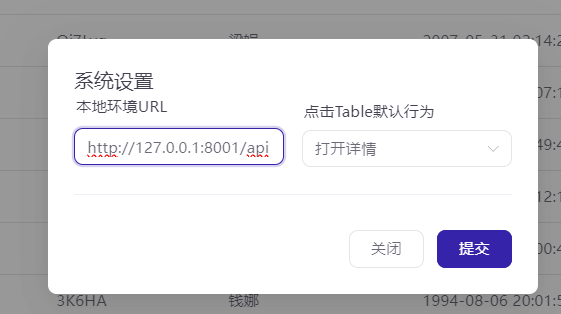 系统设置
本地环境URL
点击Table默认行为
http://127.0.0.1:8001/api
打开详情
关闭
提交
3K6HA 钱娜 1994-08-06 20:01:5